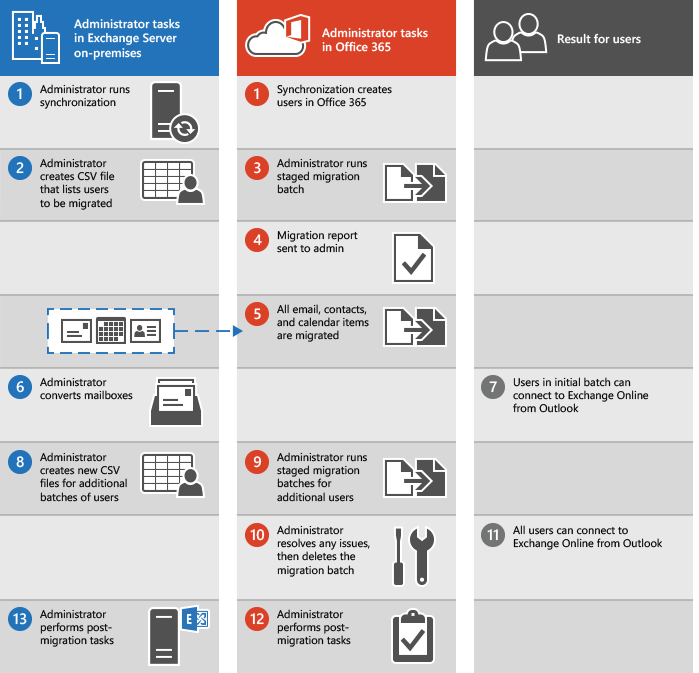 Administrator tasks
in Exchange Server
on-premises
Administrator tasks
in Office 365
Result for users
1 Administrator runs
synchronization
1 Synchronization creates
users in Office 365
2 Administrator
creates CSV file
that lists users
to be migrated
3 Administrator runs
staged migration
batch
4 Migration report
sent to admin
5 All email, contacts,
and calendar items
are migrated
6 Administrator
converts mailboxes
7 Users in initial batch can
connect to Exchange Online
from Outlook
8 Administrator
creates new CSV
files for additional
batches of users
9 Administrator runs
staged migration
batches for
additional users
10 Administrator
resolves any issues,
then deletes the
migration batch
11 All users can connect to
Exchange Online from Outlook
13 Administrator
performs post-
migration tasks
E
12 Administrator
performs post-
migration tasks